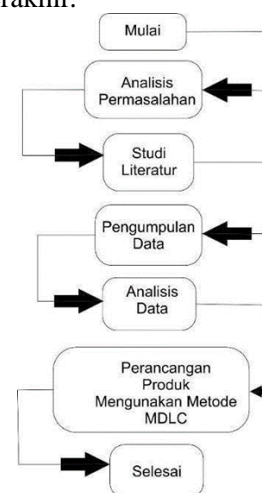 Mulai
Analisis
Permasalahan
Studi
Literatur
Pengumpulan
Data
Analisis
Data
Perancangan
Produk
Mengunakan Metode
MDLC
Selesai